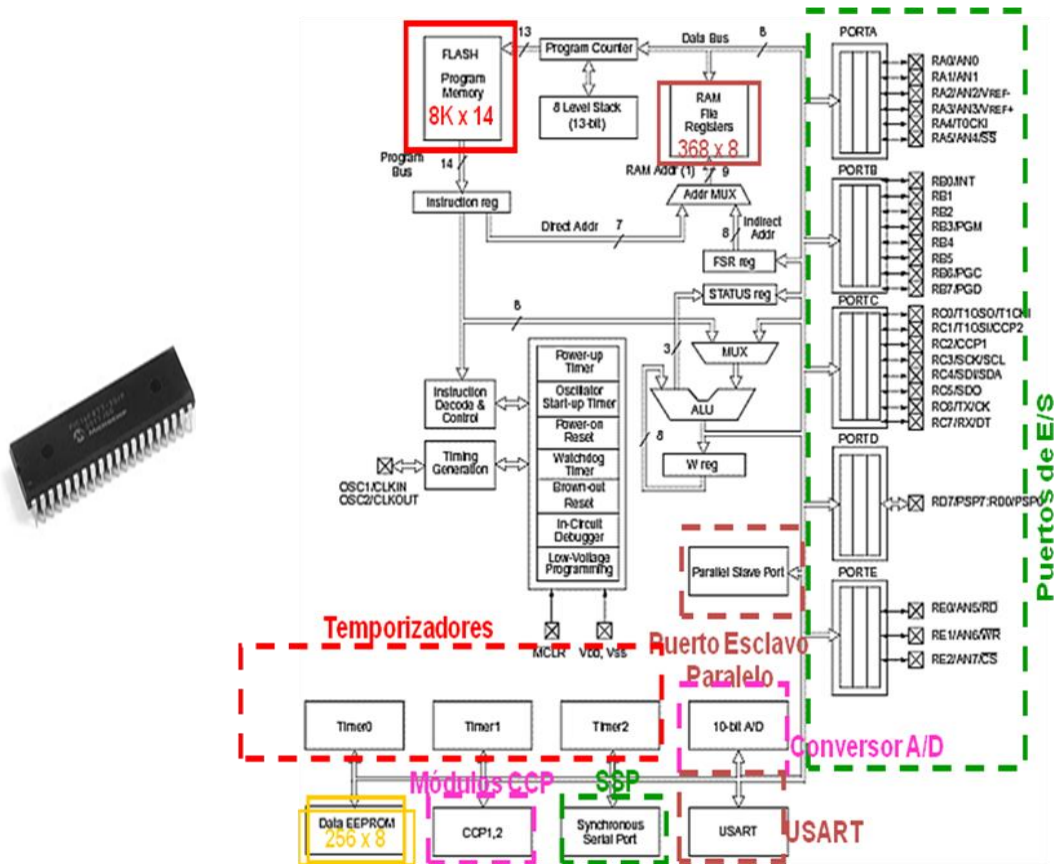 FLASH
Program
Memory
8K x 14
13
Program Counter
Data Bus
8
8 Level Stack
(13-bit)
RAM
File
Registers
368 x 8
Program
Bus
14
RAM Addr (1)
9
Addr MUX
Instruction reg
Direct Addr
7
8
Indirect
Addr
FSR reg
STATUS reg
8
3
MUX
ALU
8
W reg
Instruction
Decode &
Control
Timing
Generation
OSC1/CLKIN
OSC2/CLKOUT
Power-up
Timer
Oscillator
Start-up Timer
Power-on
Reset
Watchdog
Timer
Brown-out
Reset
In-Circuit
Debugger
Low-Voltage
Programming
MCLR
VDD, VSS
Parallel Slave Port
Puerto Esclavo
Paralelo
PORTA
RA0/AN0
RA1/AN1
RA2/AN2/VREF-
RA3/AN3/VREF+
RA4/T0CKI
RA5/AN4/SS
PORTB
RB0/INT
RB1
RB2
RB3/PGM
RB4
RB5
RB6/PGC
RB7/PGD
PORTC
RC0/T1OSO/T1CKI
RC1/T1OSI/CCP2
RC2/CCP1
RC3/SCK/SCL
RC4/SDI/SDA
RC5/SDO
RC6/TX/CK
RC7/RX/DT
PORTD
RD7/PSP7:RD0/PSP0
PORTE
RE0/AN5/RD
RE1/AN6/WR
RE2/AN7/CS
Puertos de E/S
Temporizadores
Timer0
Timer1
Timer2
10-bit A/D
Conversor A/D
Módulos CCP
SSP
Data EEPROM
256 x 8
CCP1,2
Synchronous
Serial Port
USART
USART